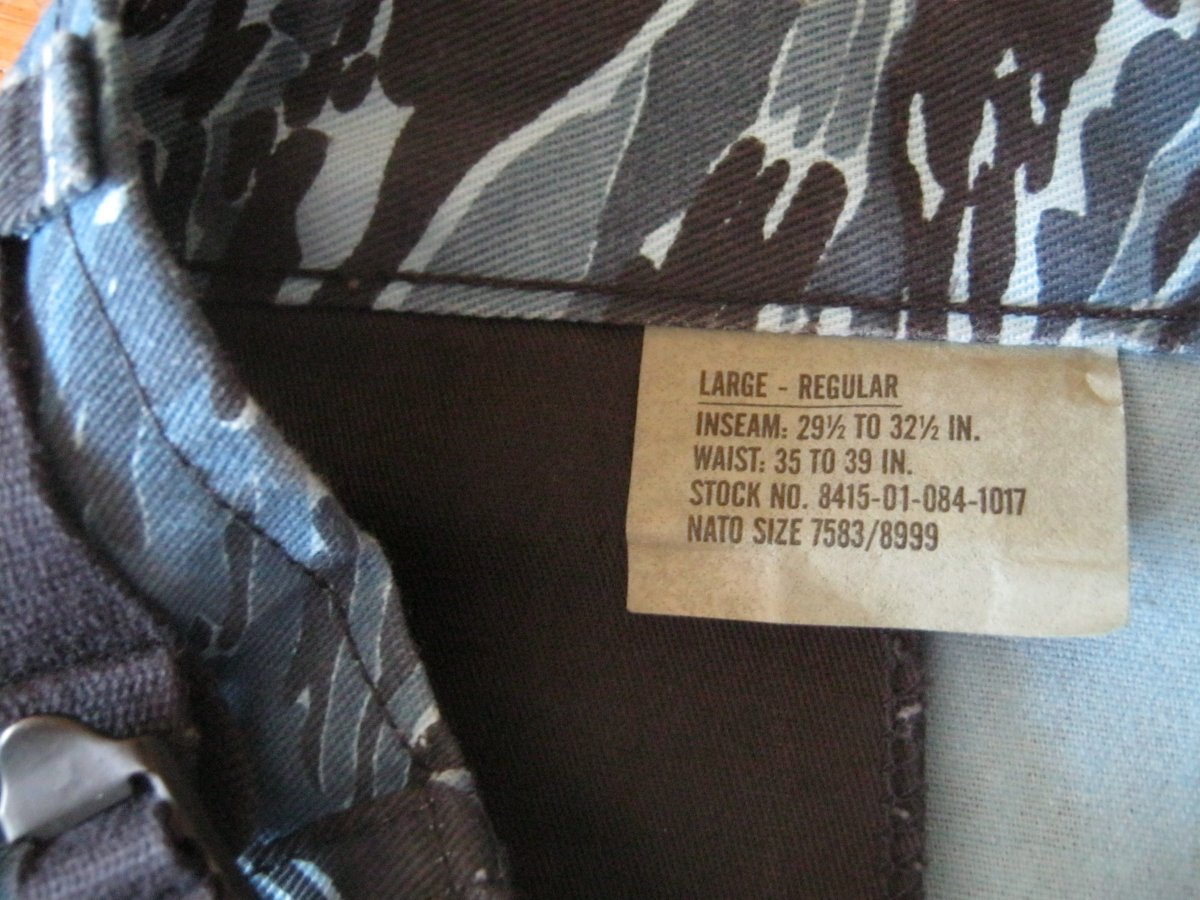 LARGE - REGULAR
INSEAM: 29½ TO 32½ IN.
WAIST: 35 TO 39 IN.
STOCK NO. 8415-01-084-1017
NATO SIZE 7583/8999